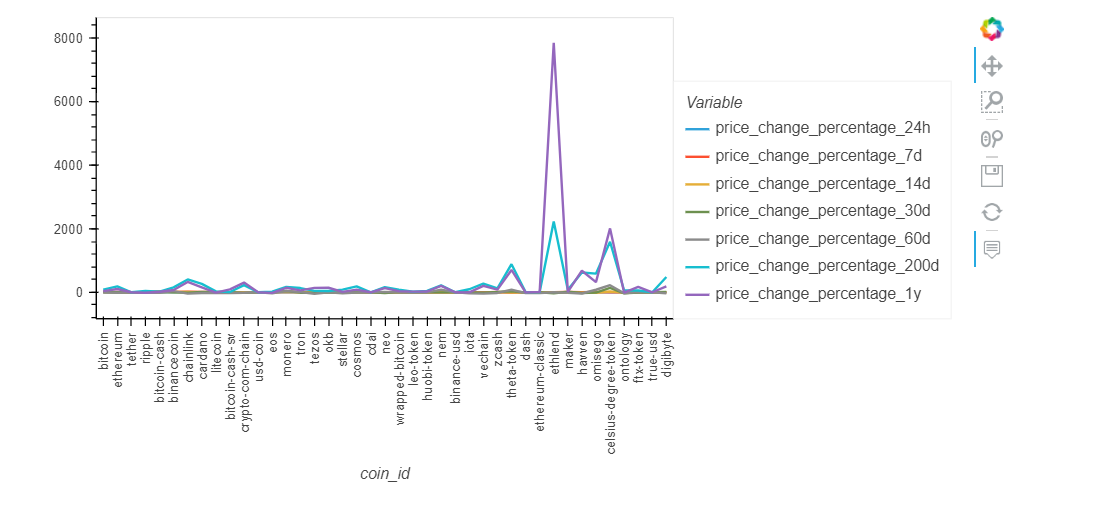 8000
6000
4000
2000
0
Variable
price_change_percentage_24h
price_change_percentage_7d
price_change_percentage_14d
price_change_percentage_30d
price_change_percentage_60d
price_change_percentage_200d
price_change_percentage_1y
bitcoin
ethereum
tether
ripple
bitcoin-cash
binancecoin
chainlink
cardano
litecoin
bitcoin-cash-sv
crypto-com-chain
usd-coin
eos
monero
tron
tezos
okb
stellar
cosmos
cdai
neo
wrapped-bitcoin
leo-token
huobi-token
nem
binance-usd
iota
vechain
zcash
theta-token
dash
ethereum-classic
ethlend
maker
havven
omisego
celsius-degree-token
ontology
ftx-token
true-usd
digibyte
coin_id